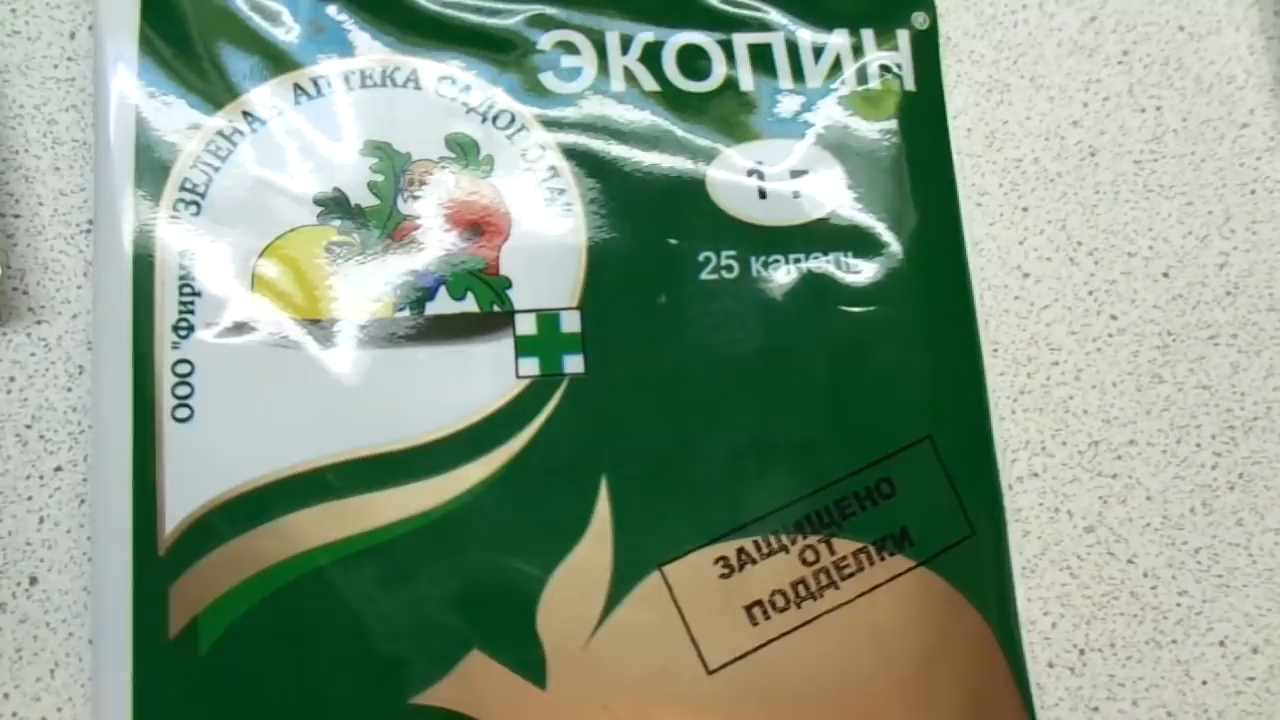 ЭКОПИН®
ООО "Фирма "ЗЕЛЕНАЯ АПТЕКА САДОВОДА"
25 капель
ЗАЩИЩЕНО
ОТ
ПОДДЕЛКИ